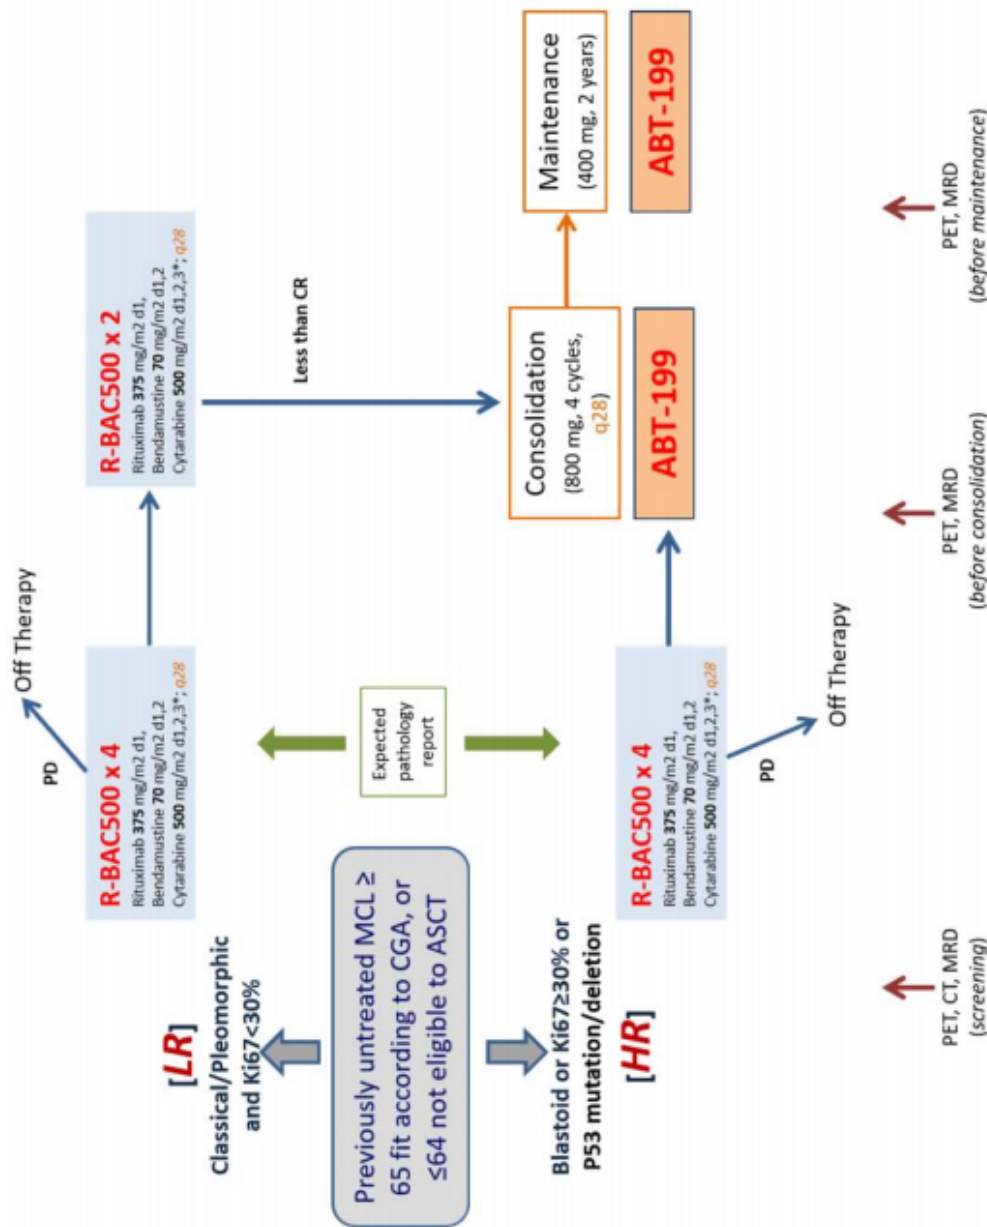 [LR]
Classical/Pleomorphic
and Ki67<30%
Previously untreated MCL ≥
65 fit according to CGA, or
≤64 not eligible to ASCT
Blastoid or Ki67≥30% or
P53 mutation/deletion
[HR]
PD
Off Therapy
R-BAC500 x 4
Rituximab 375 mg/m2 d1,
Bendamustine 70 mg/m2 d1,2
Cytarabine 500 mg/m2 d1,2,3*; q28
Expected
pathology
report
R-BAC500 x 4
Rituximab 375 mg/m2 d1,
Bendamustine 70 mg/m2 d1,2
Cytarabine 500 mg/m2 d1,2,3*; q28
PD
Off Therapy
R-BAC500 x 2
Rituximab 375 mg/m2 d1,
Bendamustine 70 mg/m2 d1,2
Cytarabine 500 mg/m2 d1,2,3*; q28
Less than CR
Consolidation
(800 mg, 4 cycles,
q28)
ABT-199
Maintenance
(400 mg, 2 years)
ABT-199
PET, CT, MRD
(screening)
PET, MRD
(before consolidation)
PET, MRD
(before maintenance)